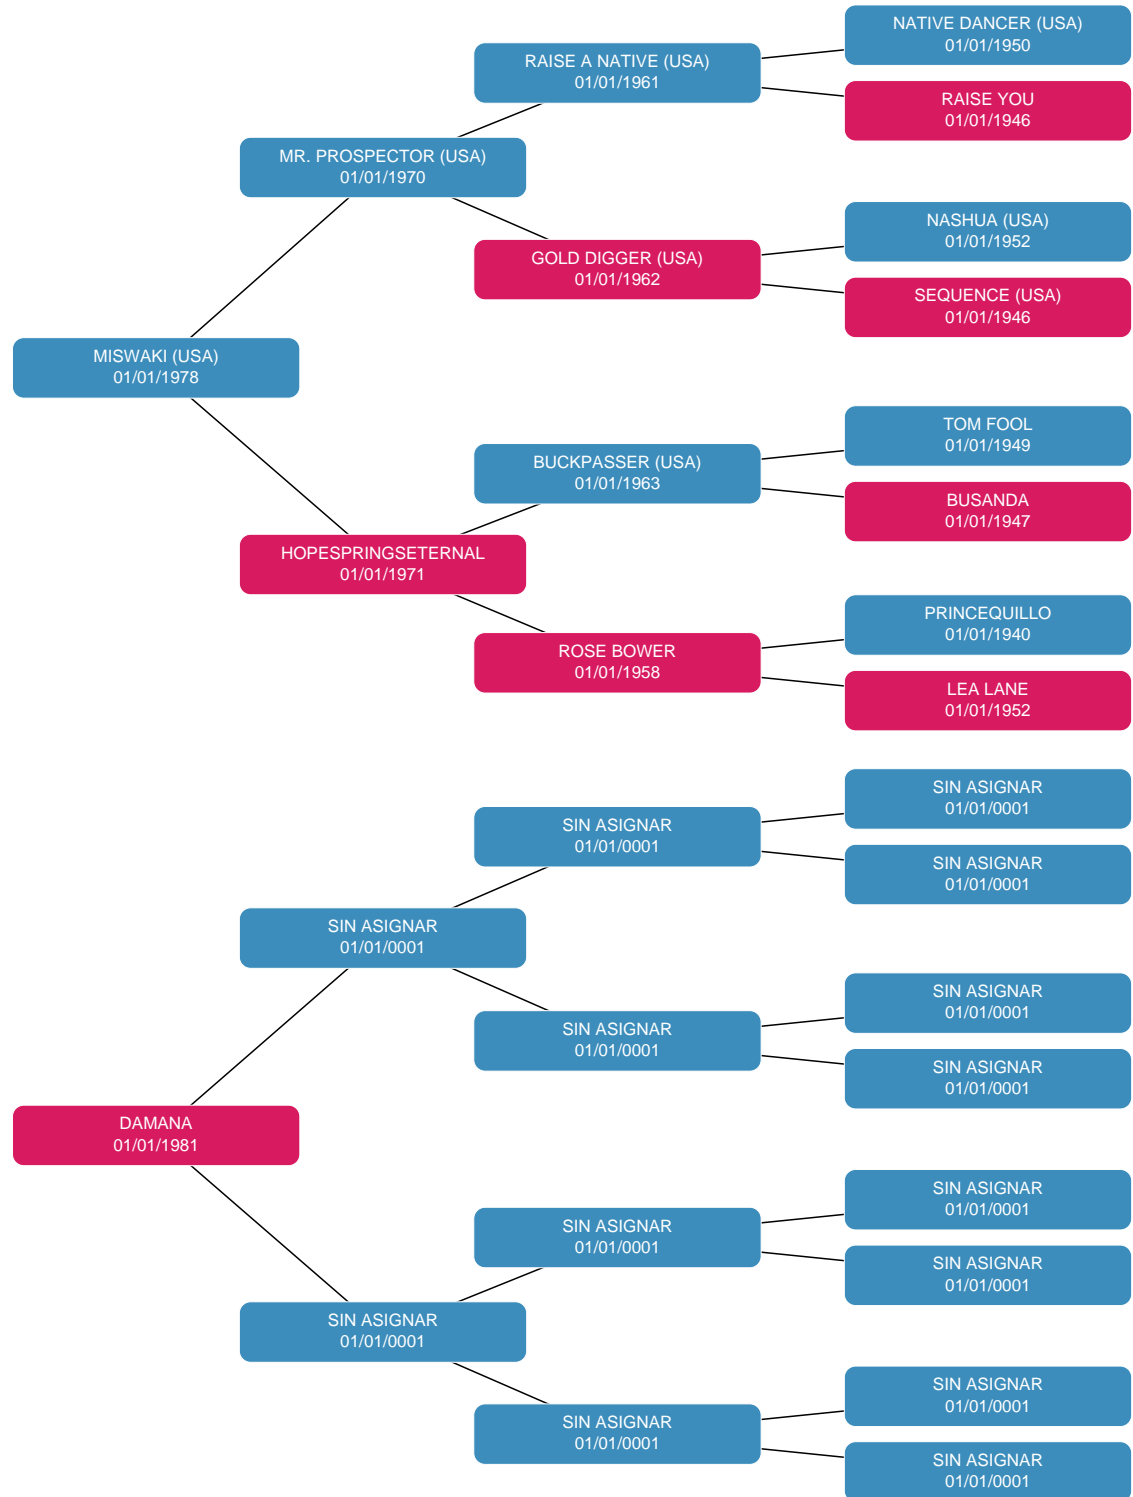 NATIVE DANCER (USA)
01/01/1950
RAISE A NATIVE (USA)
01/01/1961
RAISE YOU
01/01/1946
MR. PROSPECTOR (USA)
01/01/1970
NASHUA (USA)
01/01/1952
GOLD DIGGER (USA)
01/01/1962
SEQUENCE (USA)
01/01/1946
MISWAKI (USA)
01/01/1978
TOM FOOL
01/01/1949
BUCKPASSER (USA)
01/01/1963
BUSANDA
01/01/1947
HOPESPRINGSETERNAL
01/01/1971
PRINCEQUILLO
01/01/1940
ROSE BOWER
01/01/1958
LEA LANE
01/01/1952
SIN ASIGNAR
01/01/0001
SIN ASIGNAR
01/01/0001
SIN ASIGNAR
01/01/0001
SIN ASIGNAR
01/01/0001
SIN ASIGNAR
01/01/0001
SIN ASIGNAR
01/01/0001
SIN ASIGNAR
01/01/0001
DAMANA
01/01/1981
SIN ASIGNAR
01/01/0001
SIN ASIGNAR
01/01/0001
SIN ASIGNAR
01/01/0001
SIN ASIGNAR
01/01/0001
SIN ASIGNAR
01/01/0001
SIN ASIGNAR
01/01/0001
SIN ASIGNAR
01/01/0001